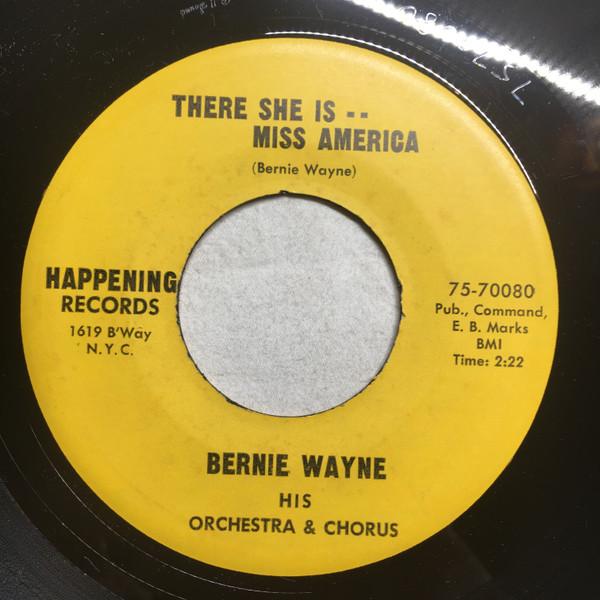 THERE SHE IS --
MISS AMERICA
(Bernie Wayne)
HAPPENING
RECORDS
1619 B'Way
N.Y.C.
75-70080
Pub., Command,
E. B. Marks
BMI
Time: 2:22
BERNIE WAYNE
HIS
ORCHESTRA & CHORUS